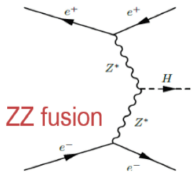 e⁺ e⁺
Z*
H
ZZ fusion
Z*
e⁻ e⁻